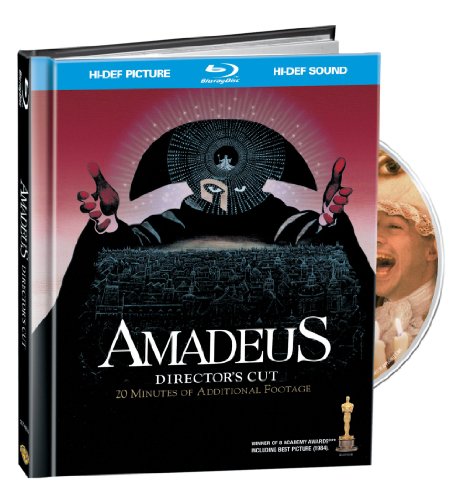 HI-DEF PICTURE
Blu-ray Disc
HI-DEF SOUND
AMADEUS DIRECTOR'S CUT
AMADEUS
DIRECTOR'S CUT
20 MINUTES OF ADDITIONAL FOOTAGE
WINNER OF 8 ACADEMY AWARDS***
INCLUDING BEST PICTURE (1984)